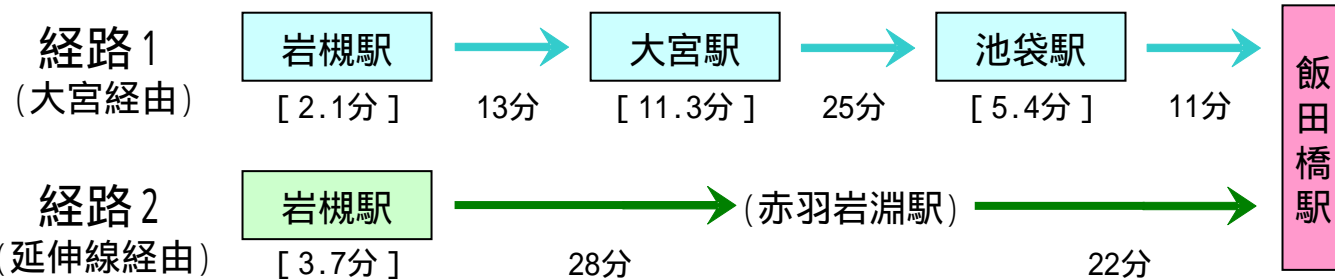 経路1
(大宮経由)
岩槻駅
大宮駅
池袋駅
[2.1分]
13分
[11.3分]
25分
[5.4分]
11分
飯田橋駅
経路2
(延伸線経由)
岩槻駅
(赤羽岩淵駅)
[3.7分]
28分
22分